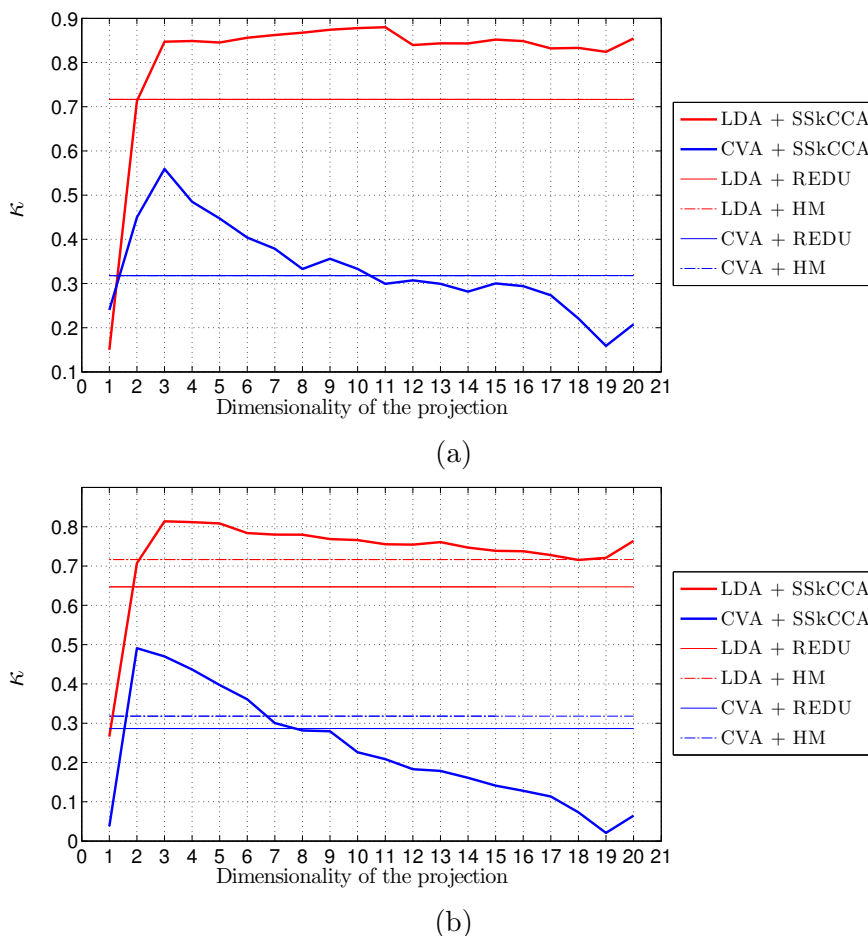 0.9
0.8
0.7
0.6
0.5
0.4
0.3
0.2
0.1
κ
0 1 2 3 4 5 6 7 8 9 10 11 12 13 14 15 16 17 18 19 20 21
Dimensionality of the projection
LDA + SSkCCA
CVA + SSkCCA
LDA + REDU
LDA + HM
CVA + REDU
CVA + HM
(a)
0.8
0.7
0.6
0.5
0.4
0.3
0.2
0.1
0
κ
0 1 2 3 4 5 6 7 8 9 10 11 12 13 14 15 16 17 18 19 20 21
Dimensionality of the projection
LDA + SSkCCA
CVA + SSkCCA
LDA + REDU
LDA + HM
CVA + REDU
CVA + HM
(b)